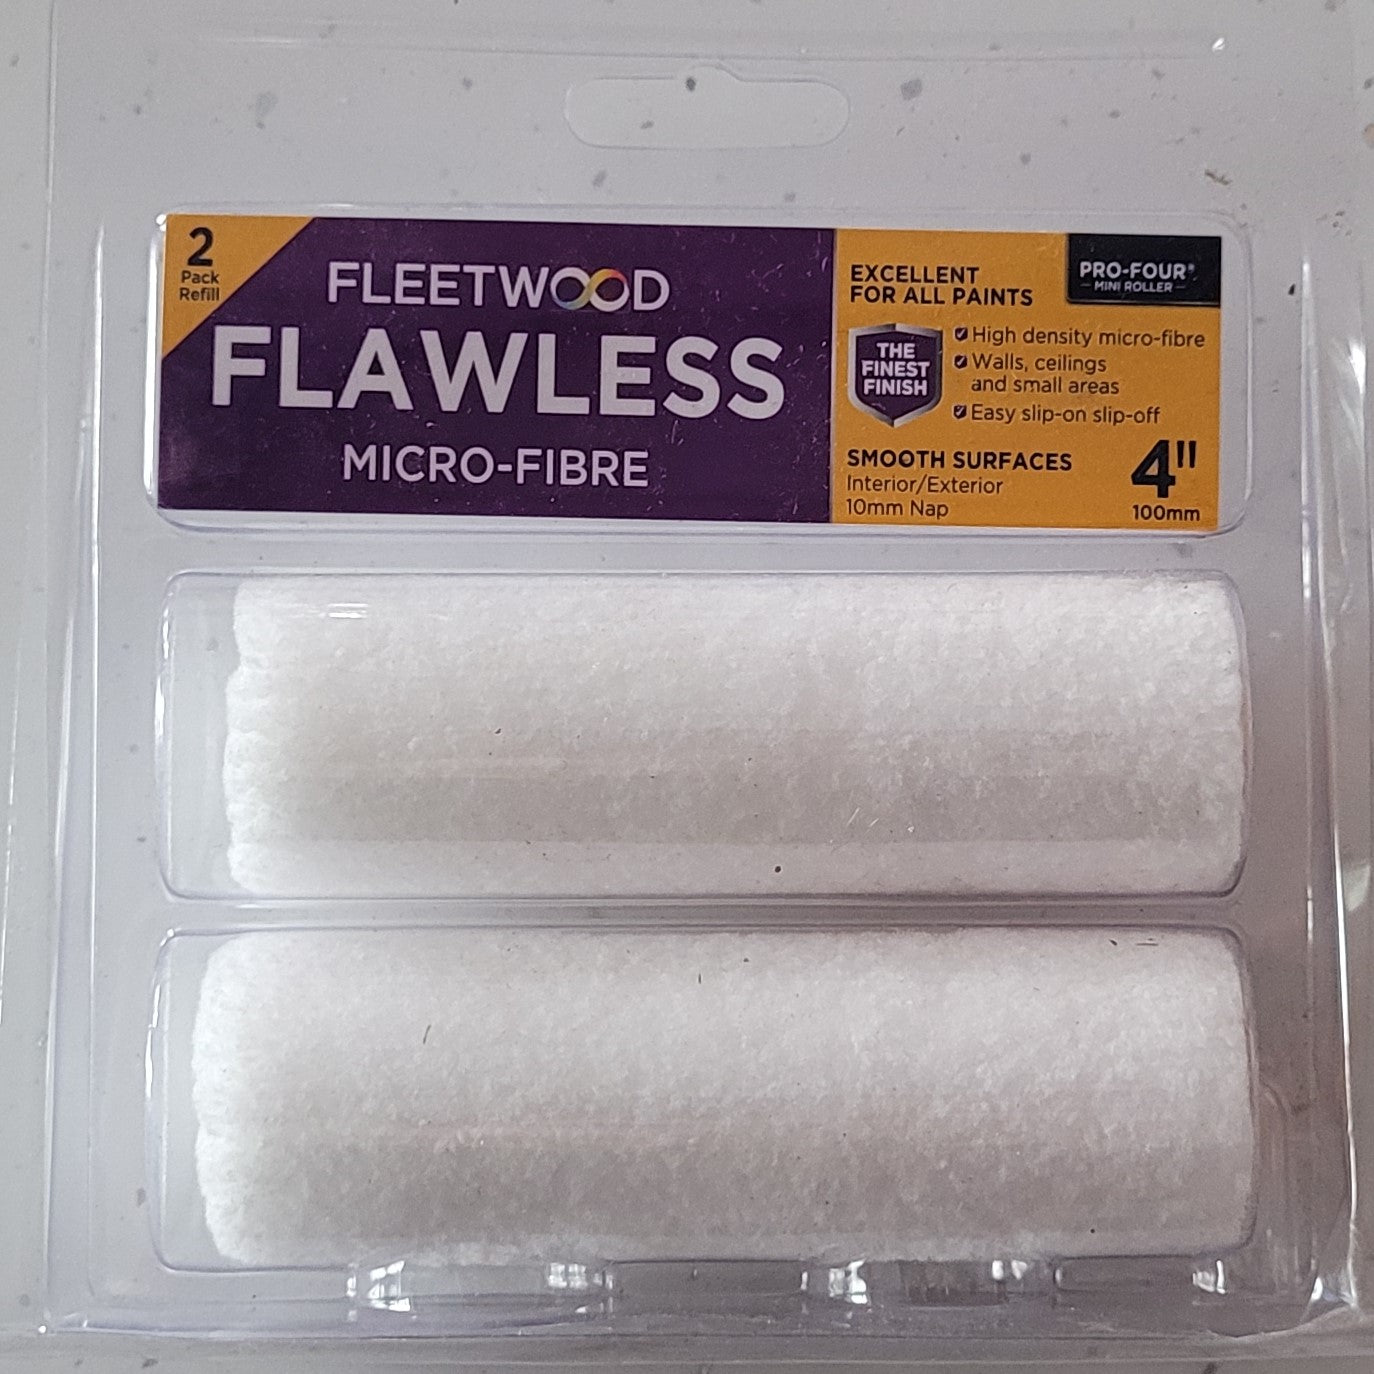 2
Pack
Refill
FLEETWOOD
FLAWLESS
MICRO-FIBRE
EXCELLENT
FOR ALL PAINTS
PRO-FOUR®
MINI ROLLER
THE
FINEST
FINISH
High density micro-fibre
Walls, ceilings
and small areas
Easy slip-on slip-off
SMOOTH SURFACES
Interior/Exterior
10mm Nap
4"
100mm